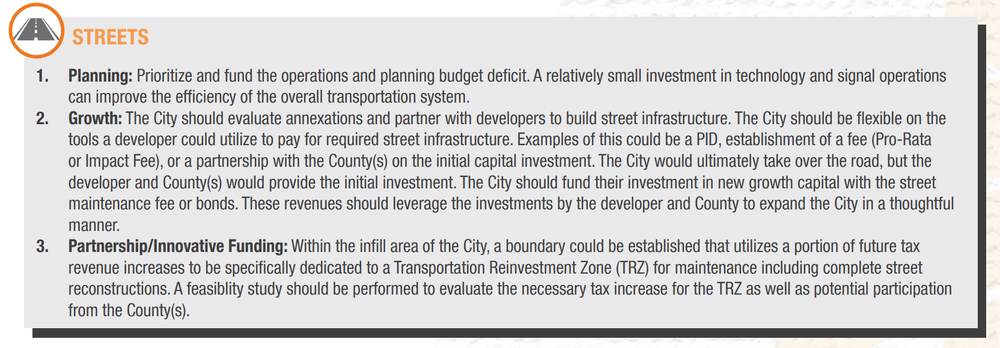 STREETS
1. Planning: Prioritize and fund the operations and planning budget deficit. A relatively small investment in technology and signal operations
can improve the efficiency of the overall transportation system.
2. Growth: The City should evaluate annexations and partner with developers to build street infrastructure. The City should be flexible on the
tools a developer could utilize to pay for required street infrastructure. Examples of this could be a PID, establishment of a fee (Pro-Rata
or Impact Fee), or a partnership with the County(s) on the initial capital investment. The City would ultimately take over the road, but the
developer and County(s) would provide the initial investment. The City should fund their investment in new growth capital with the street
maintenance fee or bonds. These revenues should leverage the investments by the developer and County to expand the City in a thoughtful
manner.
3. Partnership/Innovative Funding: Within the infill area of the City, a boundary could be established that utilizes a portion of future tax
revenue increases to be specifically dedicated to a Transportation Reinvestment Zone (TRZ) for maintenance including complete street
reconstructions. A feasiblity study should be performed to evaluate the necessary tax increase for the TRZ as well as potential participation
from the County(s).